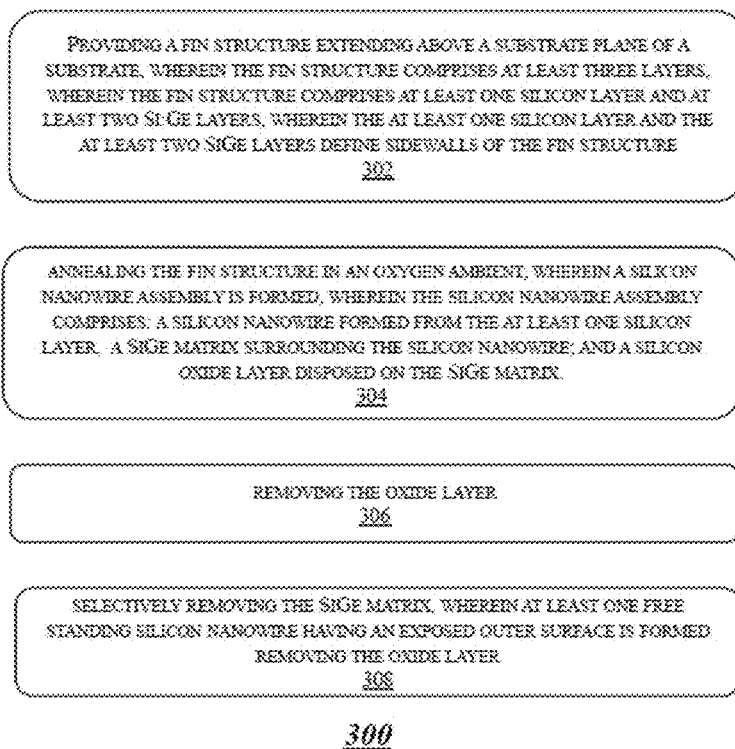 PROVIDING A FIN STRUCTURE EXTENDING ABOVE A SUBSTRATE PLANE OF A
SUBSTRATE, WHEREIN THE FIN STRUCTURE COMPRISES AT LEAST THREE LAYERS,
WHEREIN THE FIN STRUCTURE COMPRISES AT LEAST ONE SILICON LAYER AND AT
LEAST TWO SI:GE LAYERS, WHEREIN THE AT LEAST ONE SILICON LAYER AND THE
AT LEAST TWO SIGE LAYERS DEFINE SIDEWALLS OF THE FIN STRUCTURE
302
ANNEALING THE FIN STRUCTURE IN AN OXYGEN AMBIENT, WHEREIN A SILICON
NANOWIRE ASSEMBLY IS FORMED, WHEREIN THE SILICON NANOWIRE ASSEMBLY
COMPRISES: A SILICON NANOWIRE FORMED FROM THE AT LEAST ONE SILICON
LAYER, A SIGE MATRIX SURROUNDING THE SILICON NANOWIRE; AND A SILICON
OXIDE LAYER DISPOSED ON THE SIGE MATRIX.
304
REMOVING THE OXIDE LAYER
306
SELECTIVELY REMOVING THE SIGE MATRIX, WHEREIN AT LEAST ONE FREE
STANDING SILICON NANOWIRE HAVING AN EXPOSED OUTER SURFACE IS FORMED
REMOVING THE OXIDE LAYER
308
300